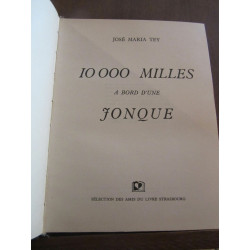 JOSÉ MARIA TEY
10 000 MILLES
A BORD D'UNE
JONQUE
SÉLECTION DES AMIS DU LIVRE STRASBOURG